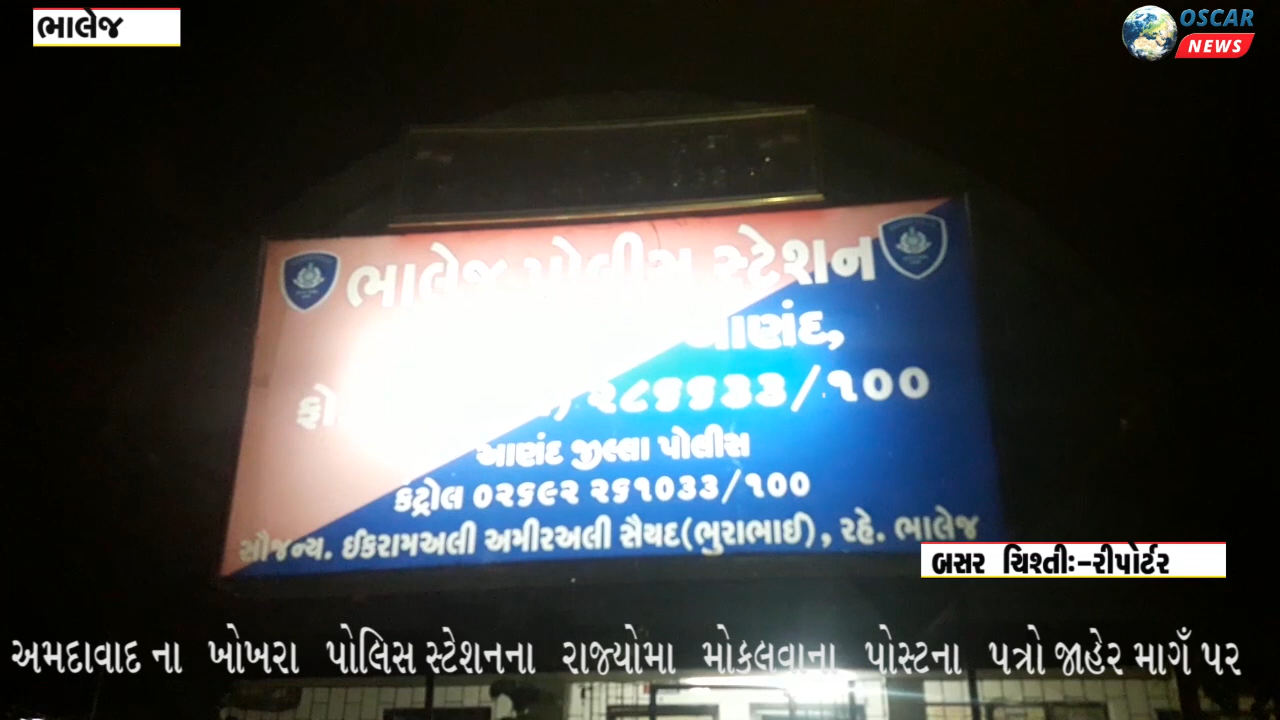 ભાલેજ
OSCAR
NEWS
ભાલેજ પોલીસ સ્ટેશન
આણંદ,
૨૮૬૬૩૩/૧૦૦
આણંદ જીલ્લા પોલીસ
કંટ્રોલ ૦૨૬૯૨ ૨૬૧૦૩૩/૧૦૦
સૌજન્ય. ઈકરામઅલી અમીરઅલી સૈયદ(ભુરાભાઈ), રહે. ભાલેજ
બસર ચિશ્તીઃ-રીપોર્ટર
અમદાવાદ ના ખોખરા પોલિસ સ્ટેશનના રાજ્યોમા મોકલવાના પોસ્ટના પત્રો જાહેર માર્ગઁ પર